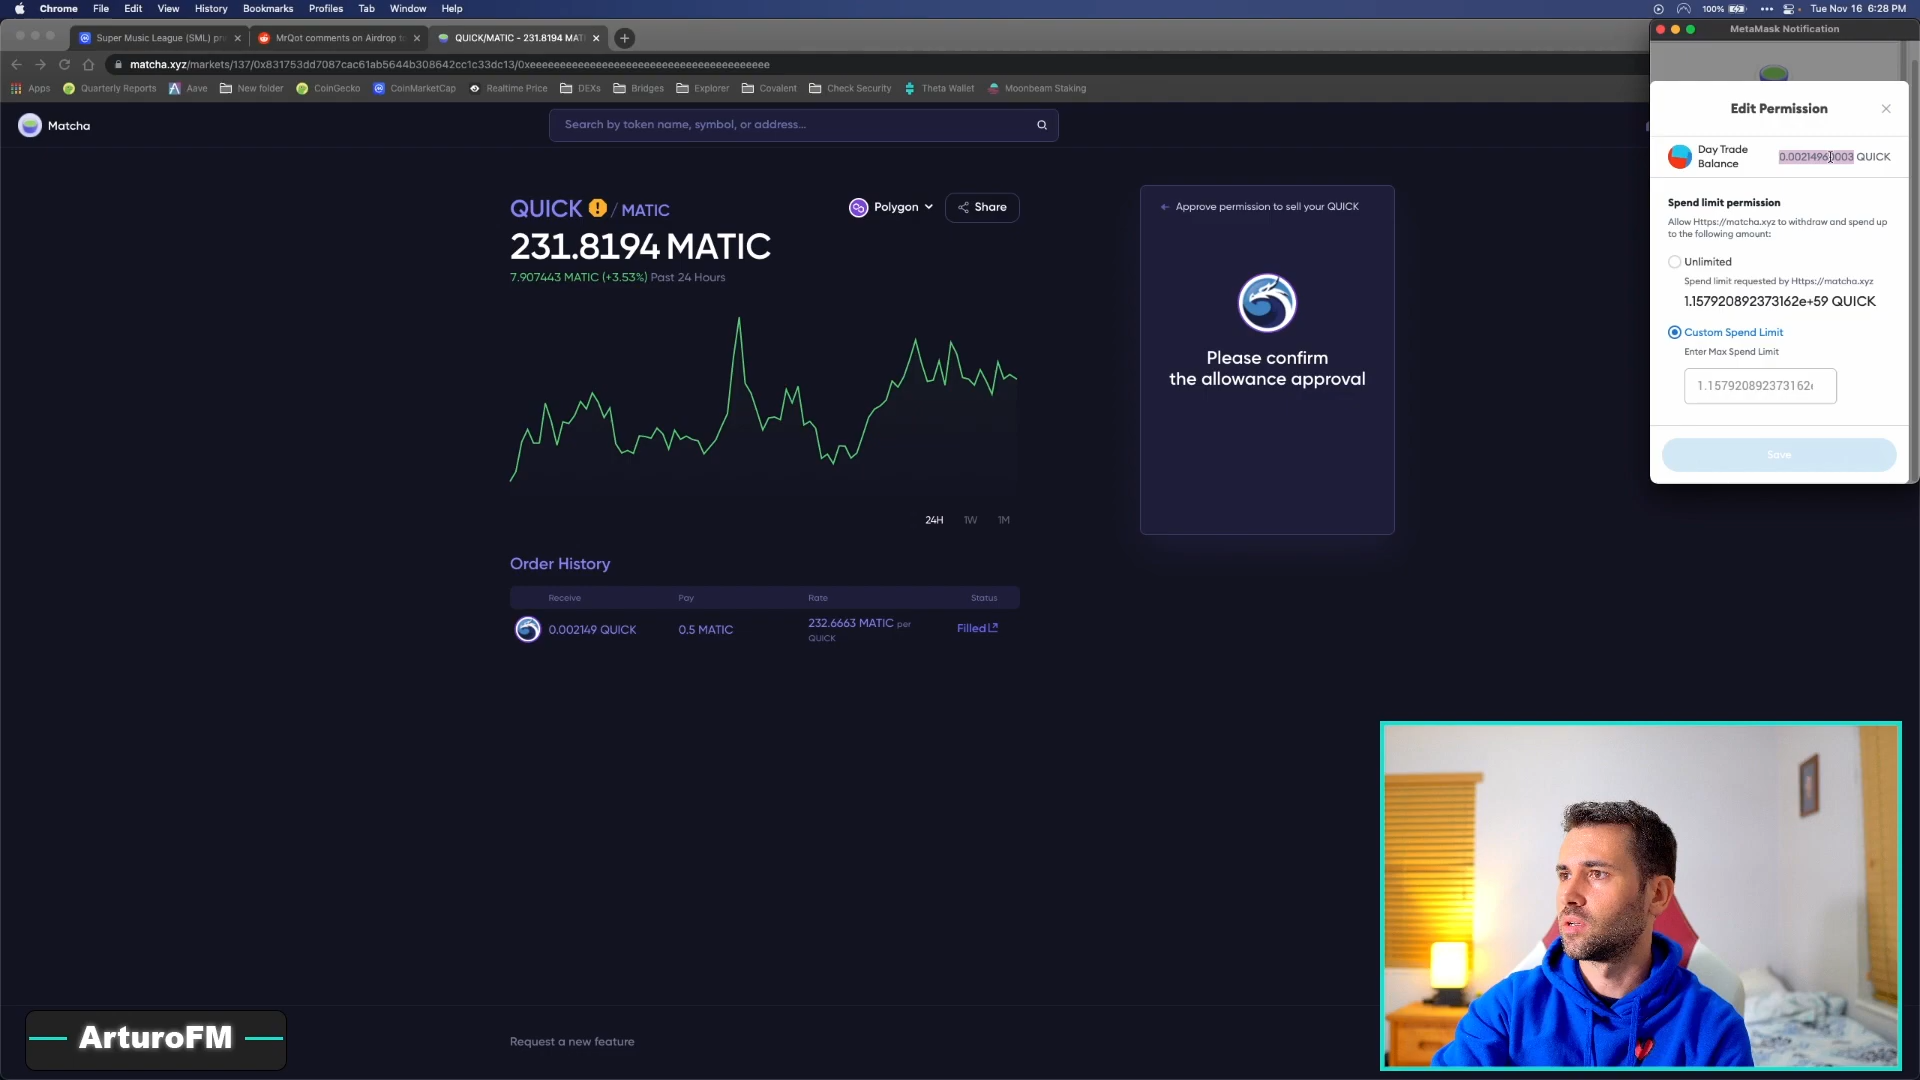 Chrome File Edit View History Bookmarks Profiles Tab Window Help
100% Tue Nov 16 6:28 PM
Super Music League (SML) pri
MrQot comments on Airdrop to
QUICK/MATIC - 231.8194 MAT
matcha.xyz/markets/137/0x831753dd7087cac61ab5644b308642cc1c33dc13/0xeeeeeeeeeeeeeeeeeeeeeeeeeeeeeeeeeeeeeeee
Apps Quarterly Reports Aave New folder CoinGecko CoinMarketCap Realtime Price DEXs Bridges Explorer Covalent Check Security Theta Wallet Moonbeam Staking
Matcha
Search by token name, symbol, or address...
QUICK / MATIC
Polygon
Share
231.8194 MATIC
7.907443 MATIC (+3.53%) Past 24 Hours
24H 1W 1M
Order History
Receive Pay Rate Status
0.002149 QUICK 0.5 MATIC 232.6663 MATIC per Filled
QUICK
Approve permission to sell your QUICK
Please confirm
the allowance approval
MetaMask Notification
Edit Permission
Day Trade
Balance
0.00214960003 QUICK
Spend limit permission
Allow Https://matcha.xyz to withdraw and spend up
to the following amount:
Unlimited
Spend limit requested by Https://matcha.xyz
1.157920892373162e+59 QUICK
Custom Spend Limit
Enter Max Spend Limit
1.157920892373162e
Save
Request a new feature
ArturoFM